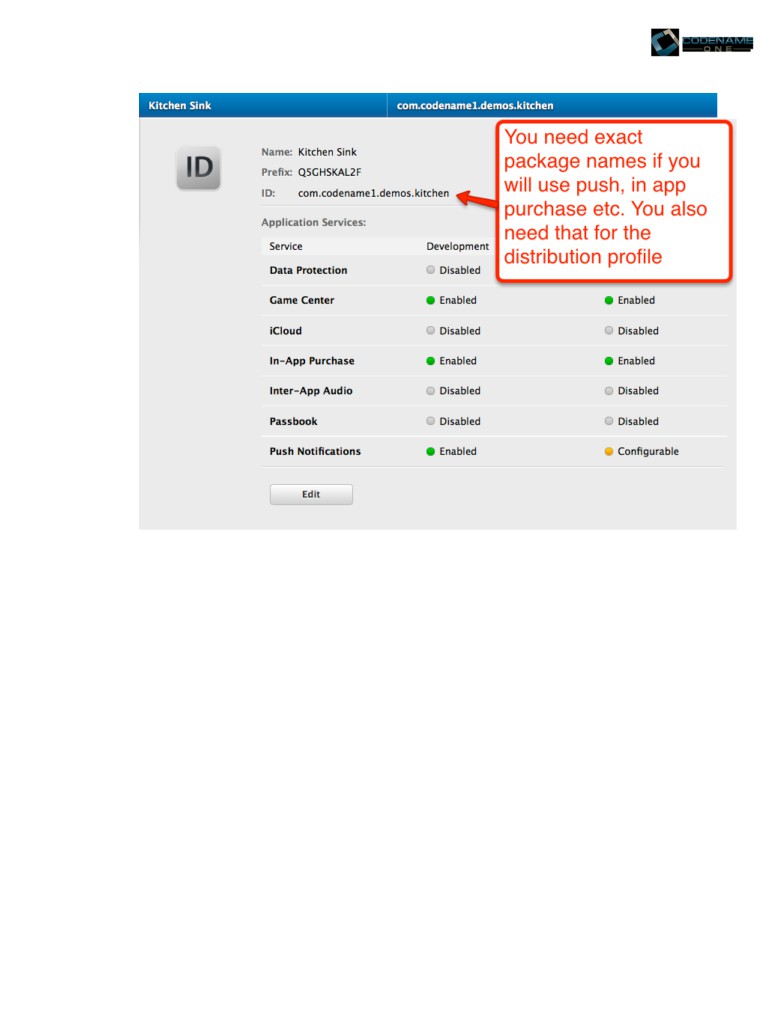 CODENAME
ONE
Kitchen Sink com.codename1.demos.kitchen
ID
Name: Kitchen Sink
Prefix: Q5GHSKAL2F
ID: com.codename1.demos.kitchen
You need exact
package names if you
will use push, in app
purchase etc. You also
need that for the
distribution profile
Application Services:
Service Development
Data Protection Disabled
Game Center Enabled Enabled
iCloud Disabled Disabled
In-App Purchase Enabled Enabled
Inter-App Audio Disabled Disabled
Passbook Disabled Disabled
Push Notifications Enabled Configurable
Edit